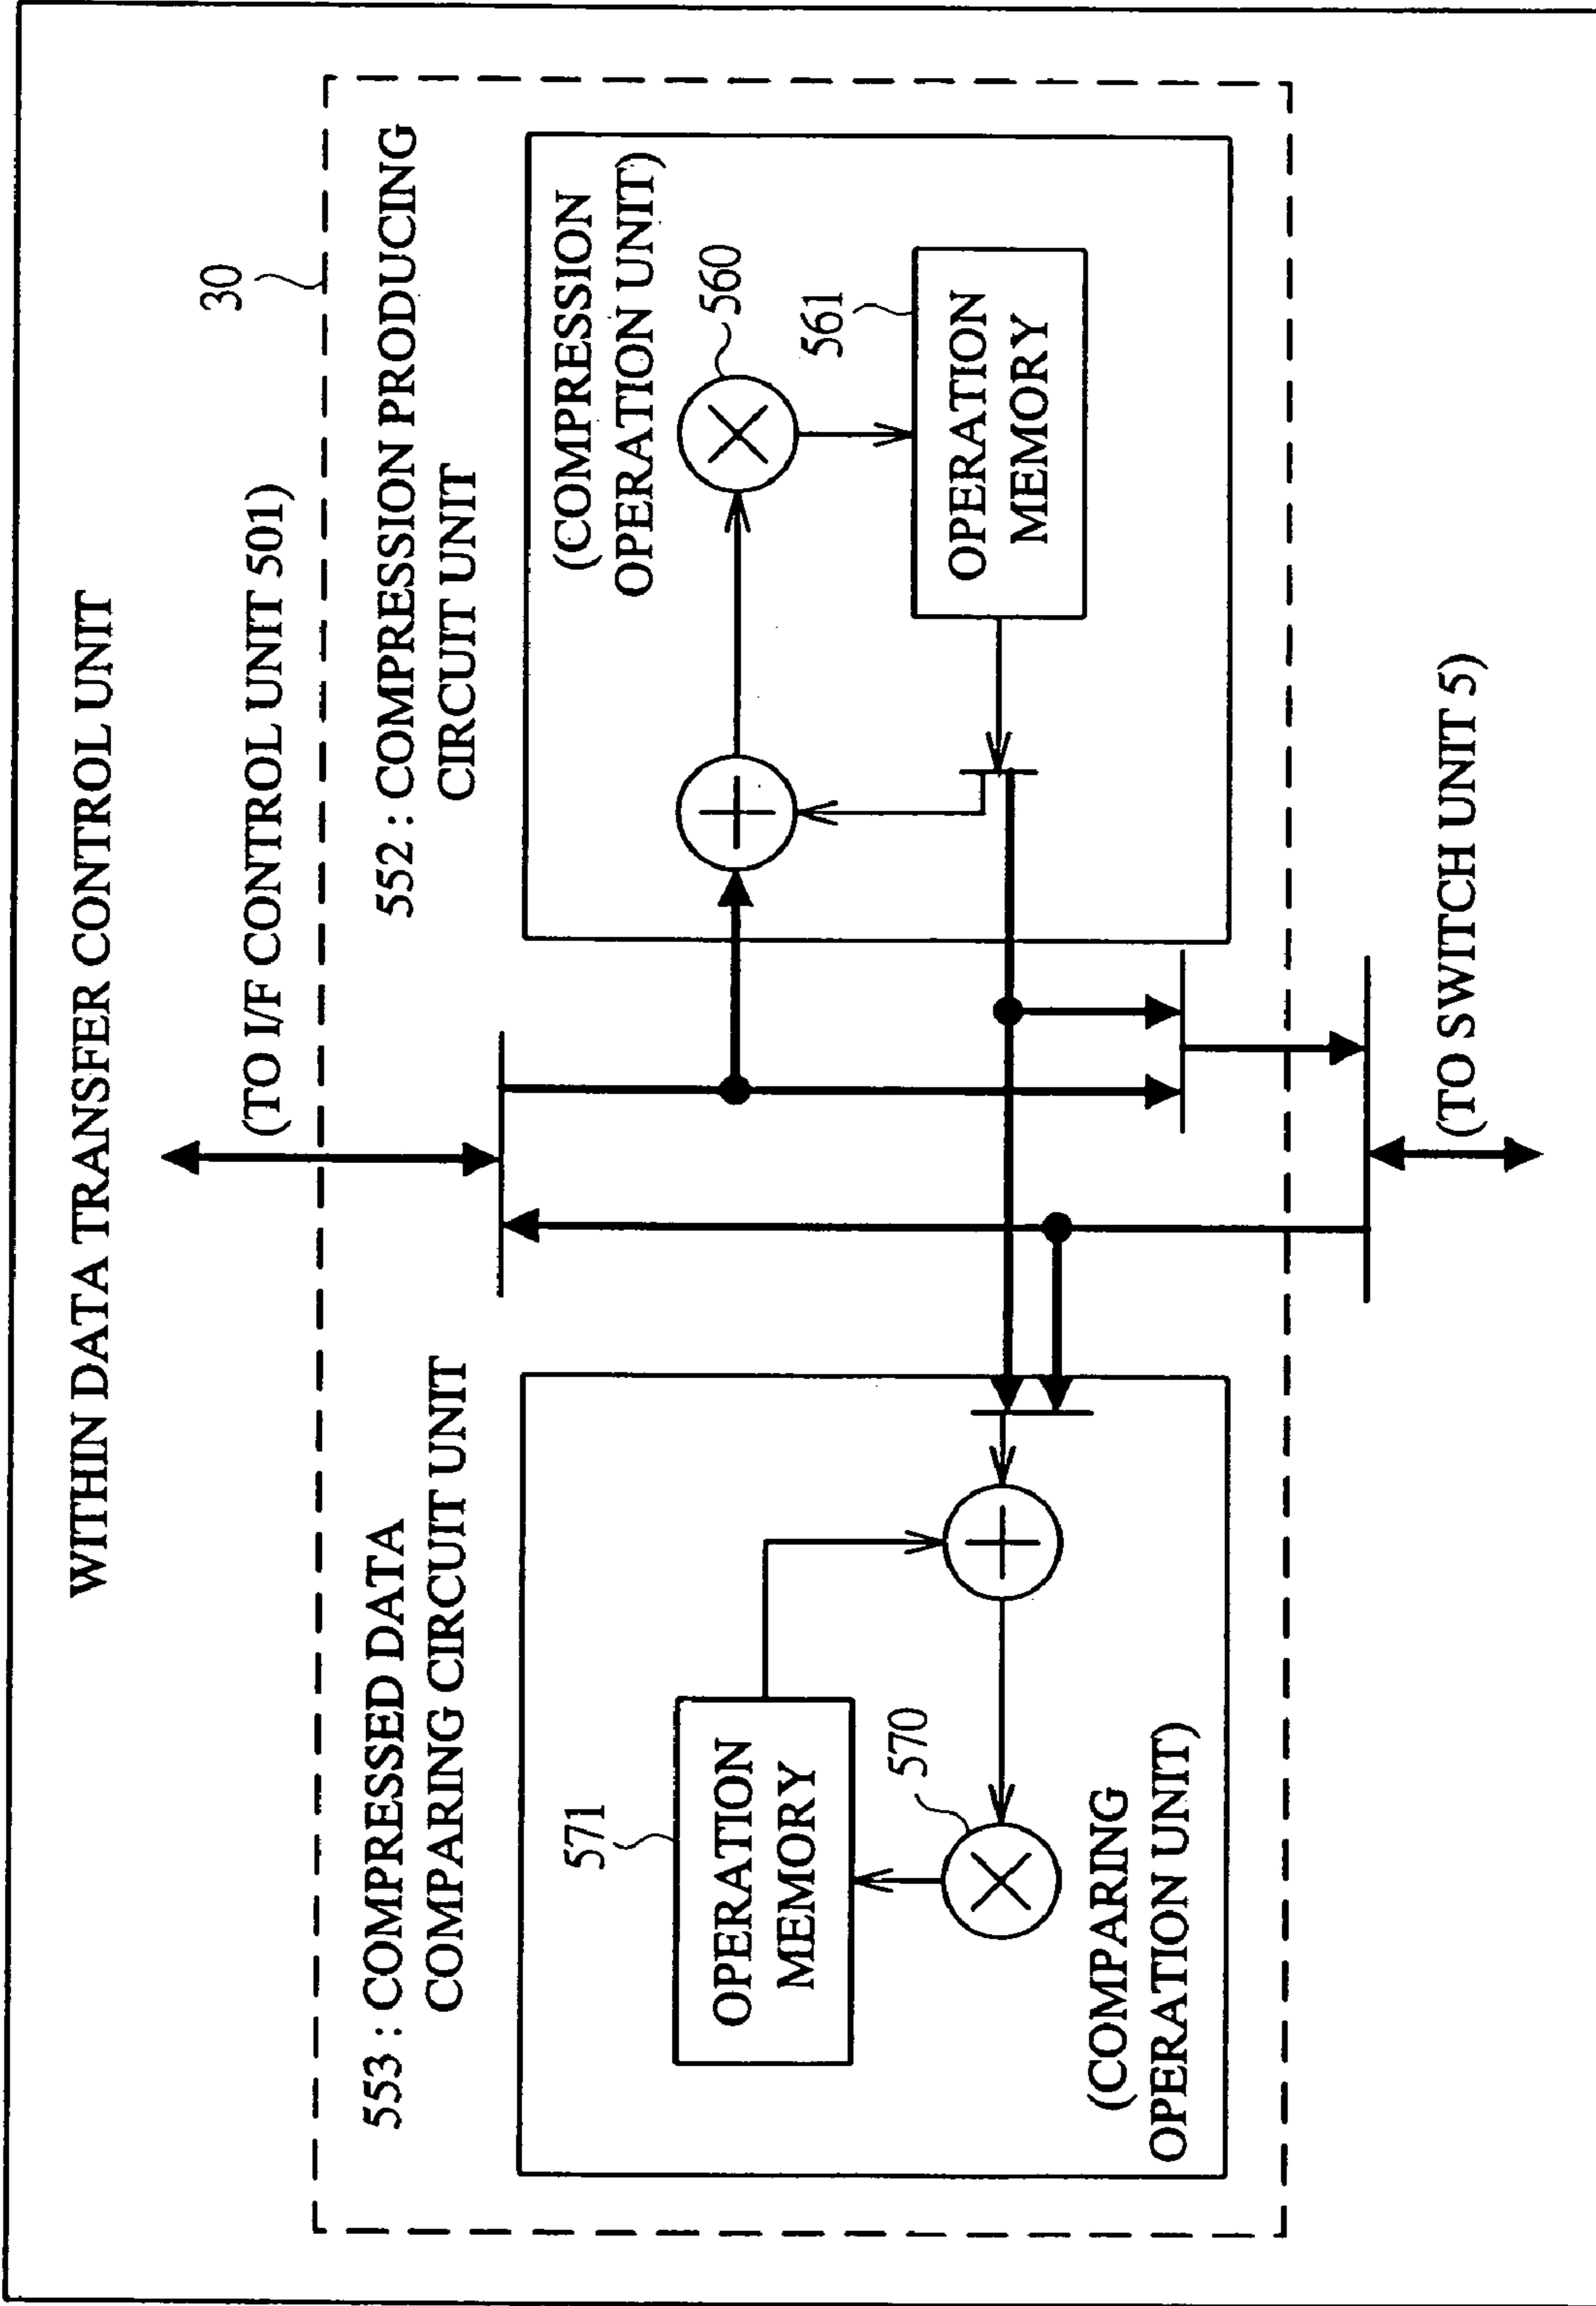 WITHIN DATA TRANSFER CONTROL UNIT
(TO I/F CONTROL UNIT 501)
30
553 : COMPRESSED DATA
COMPARING CIRCUIT UNIT
552 : COMPRESSION PRODUCING
CIRCUIT UNIT
571
OPERATION
MEMORY
570
(COMPARING
OPERATION UNIT)
(COMPRESSION
OPERATION UNIT)
560
561
OPERATION
MEMORY
(TO SWITCH UNIT 5)